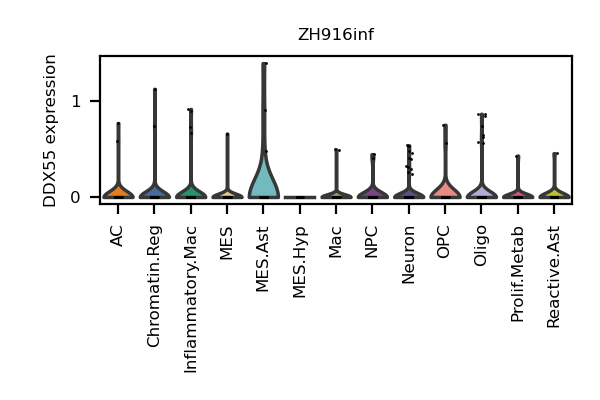 ZH916inf
DDX55 expression
1
0
AC
Chromatin.Reg
Inflammatory.Mac
MES
MES.Ast
MES.Hyp
Mac
NPC
Neuron
OPC
Oligo
Prolif.Metab
Reactive.Ast